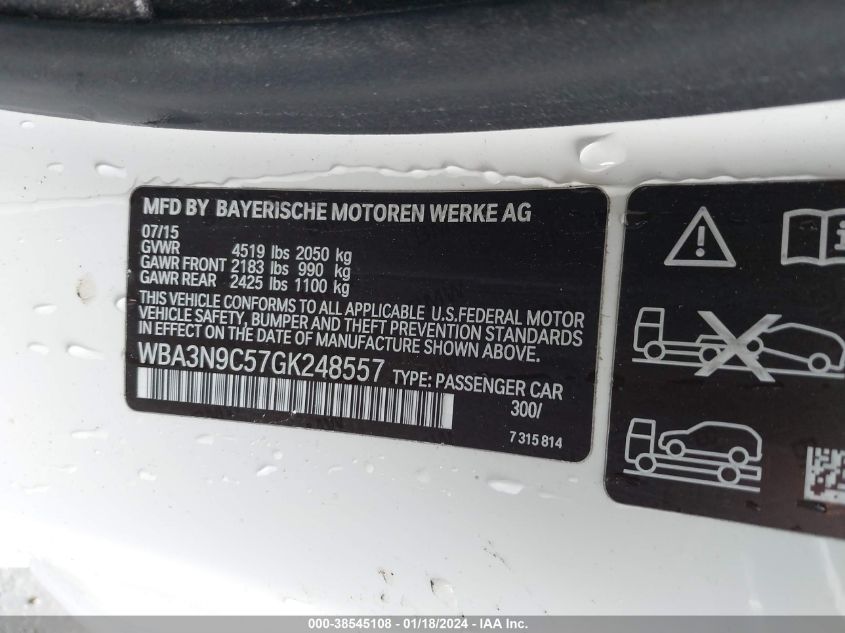 MFD BY BAYERISCHE MOTOREN WERKE AG
07/15
GVWR 4519 lbs 2050 kg
GAWR FRONT 2183 lbs 990 kg
GAWR REAR 2425 lbs 1100 kg
THIS VEHICLE CONFORMS TO ALL APPLICABLE U.S.FEDERAL MOTOR
VEHICLE SAFETY, BUMPER AND THEFT PREVENTION STANDARDS
IN EFFECT ON THE DATE OF MANUFACTURE SHOWN ABOVE.
WBA3N9C57GK248557 TYPE: PASSENGER CAR
300/
7 315 814
000-38545108 - 01/18/2024 - IAA Inc.